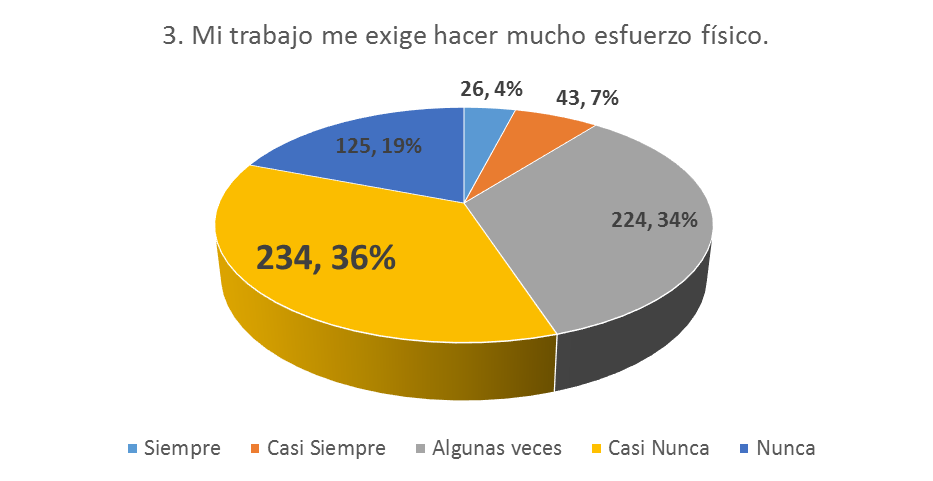 3. Mi trabajo me exige hacer mucho esfuerzo físico.
26, 4%
43, 7%
125, 19%
224, 34%
234, 36%
Siempre Casi Siempre Algunas veces Casi Nunca Nunca